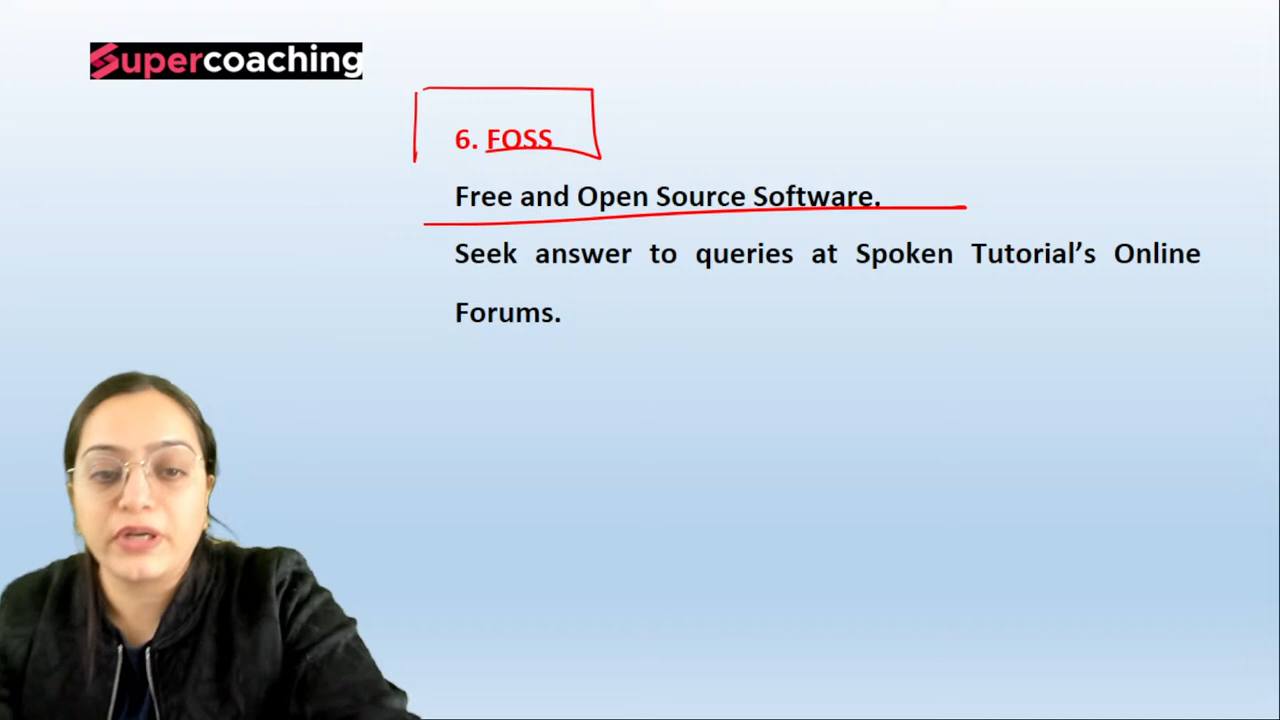 Supercoaching
6. FOSS
Free and Open Source Software.
Seek answer to queries at Spoken Tutorial’s Online
Forums.